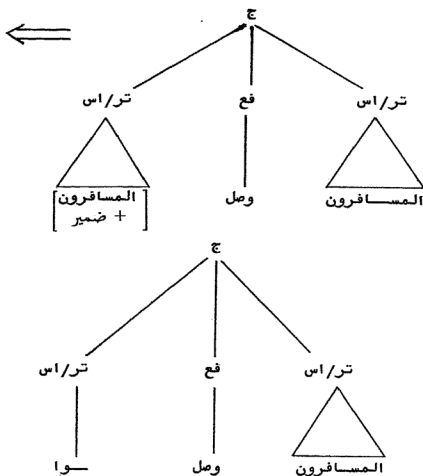 ج
تر/اس فع تر/اس
المسافرون وصل [المسافرون
+ ضمير]
ج
تر/اس فع تر/اس
المسافرون وصل ـوا